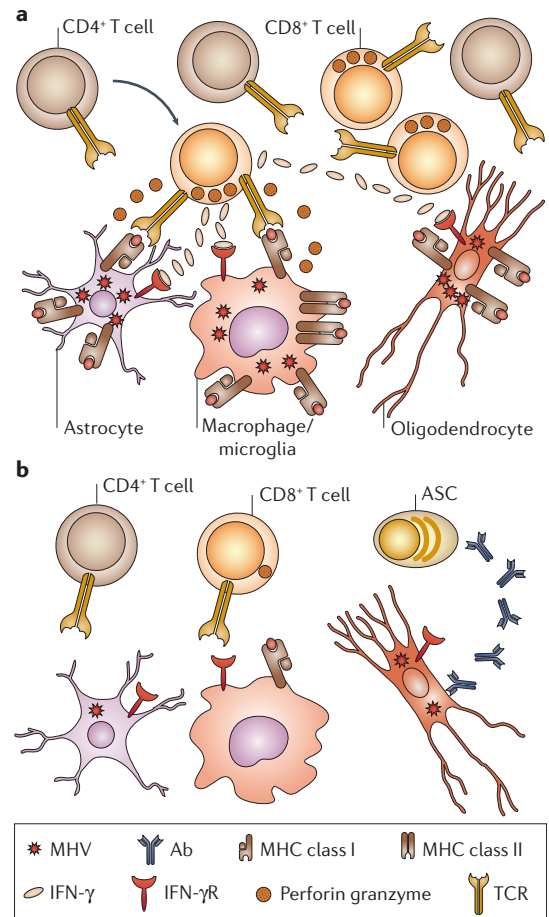 a
CD4⁺ T cell
CD8⁺ T cell
Astrocyte
Macrophage/
microglia
Oligodendrocyte
b
CD4⁺ T cell
CD8⁺ T cell
ASC
MHV
Ab
MHC class I
MHC class II
IFN-γ
IFN-γR
Perforin granzyme
TCR